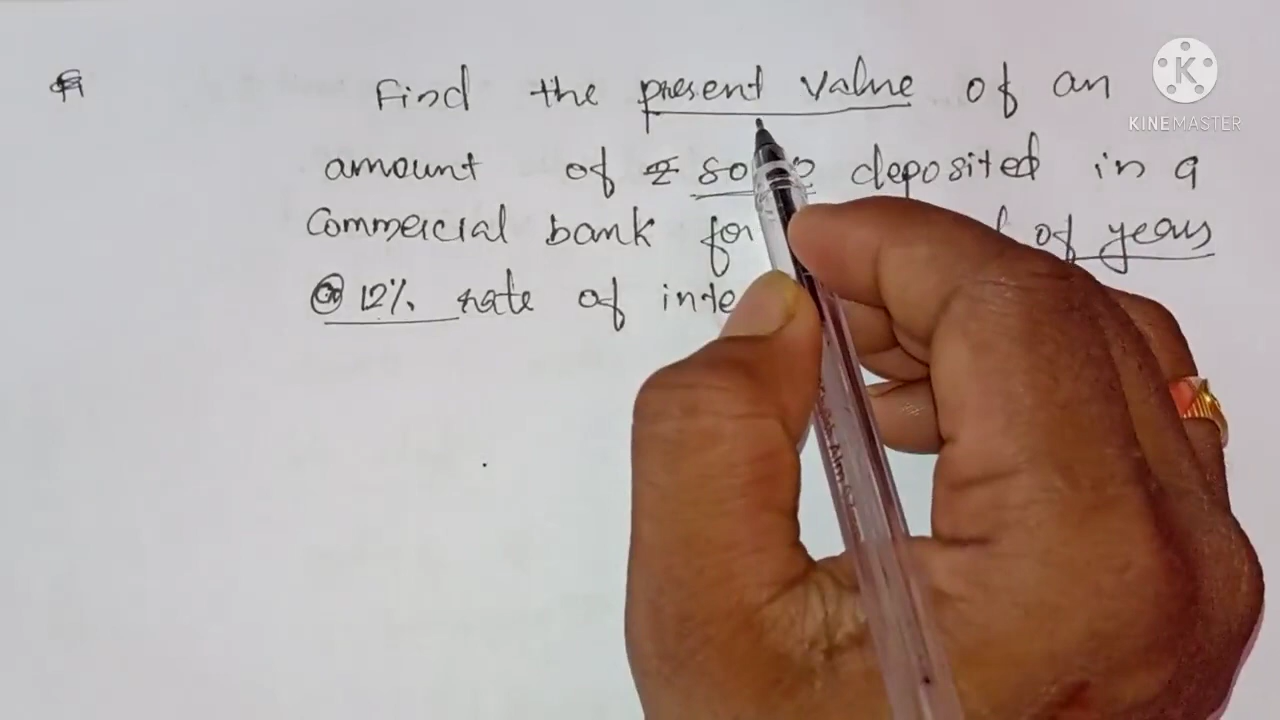 Find the present value of an
amount of deposited in a
Commercial bank for of years
@ 12% rate of
KINEMASTER